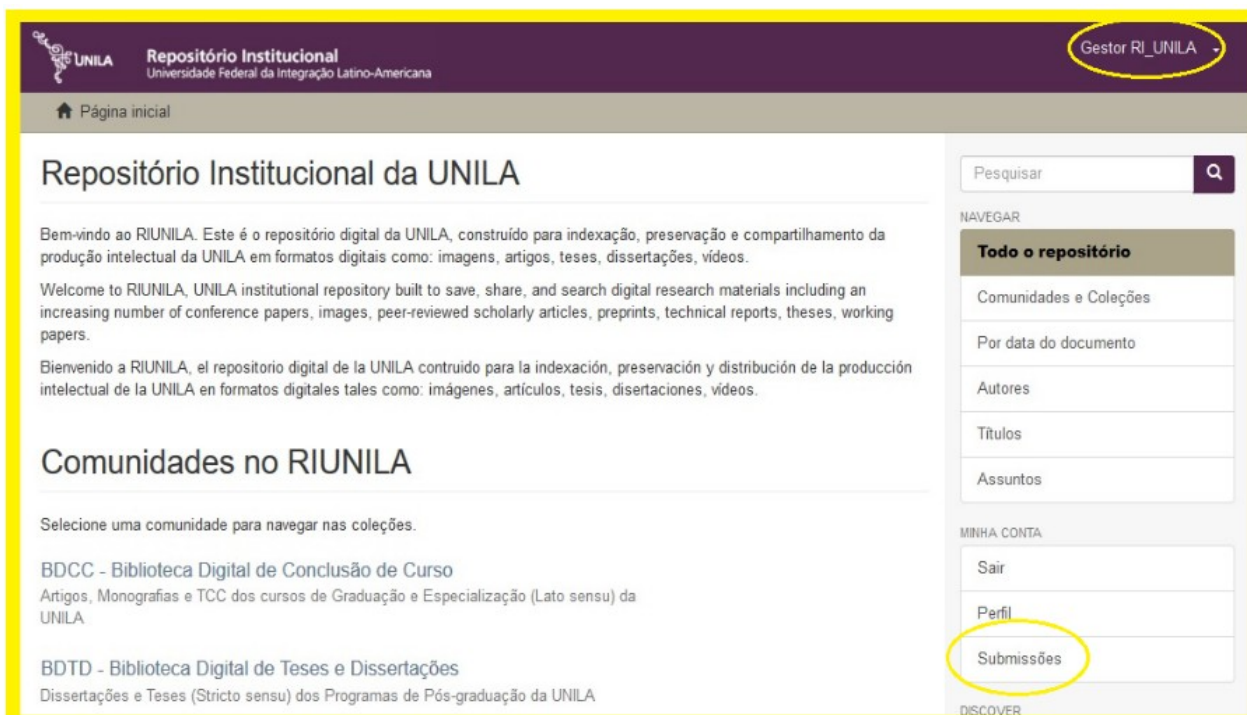 UNILA
Repositório Institucional
Universidade Federal da Integração Latino-Americana
Gestor RI_UNILA
Página inicial
Repositório Institucional da UNILA
Bem-vindo ao RIUNILA. Este é o repositório digital da UNILA, construído para indexação, preservação e compartilhamento da
produção intelectual da UNILA em formatos digitais como: imagens, artigos, teses, dissertações, vídeos.
Welcome to RIUNILA, UNILA institutional repository built to save, share, and search digital research materials including an
increasing number of conference papers, images, peer-reviewed scholarly articles, preprints, technical reports, theses, working
papers.
Bienvenido a RIUNILA, el repositorio digital de la UNILA contruido para la indexación, preservación y distribución de la producción
intelectual de la UNILA en formatos digitales tales como: imágenes, artículos, tesis, disertaciones, vídeos.
Comunidades no RIUNILA
Selecione uma comunidade para navegar nas coleções.
BDCC - Biblioteca Digital de Conclusão de Curso
Artigos, Monografias e TCC dos cursos de Graduação e Especialização (Lato sensu) da
UNILA
BDTD - Biblioteca Digital de Teses e Dissertações
Dissertações e Teses (Stricto sensu) dos Programas de Pós-graduação da UNILA
Pesquisar
NAVEGAR
Todo o repositório
Comunidades e Coleções
Por data do documento
Autores
Títulos
Assuntos
MINHA CONTA
Sair
Perfil
Submissões
DISCOVER